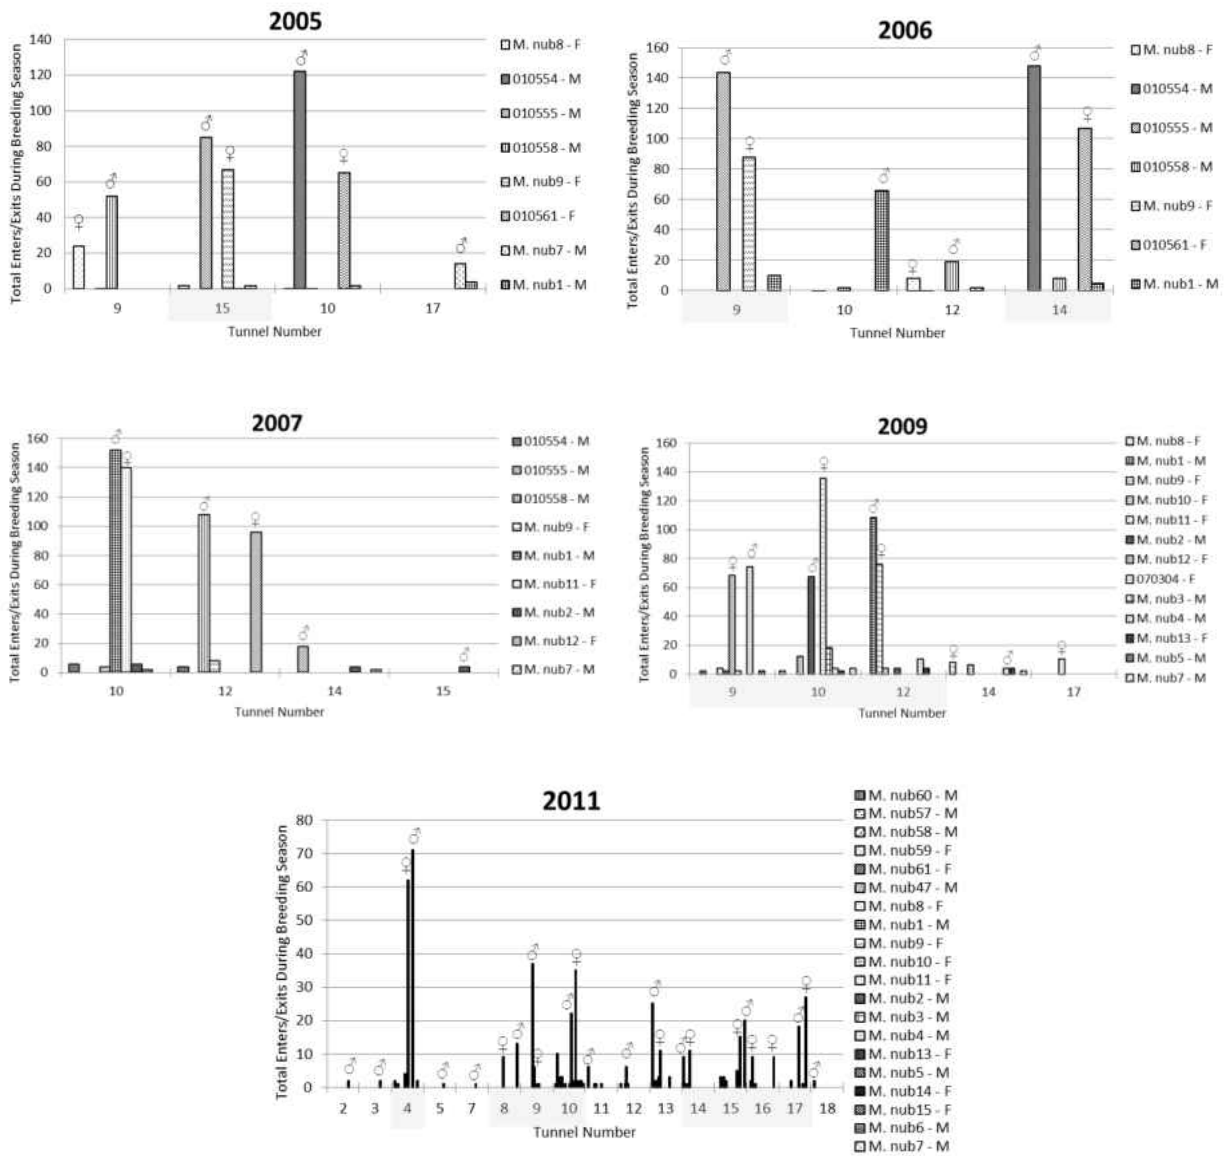 2005
Total Enters/Exits During Breeding Season
140
120
100
80
60
40
20
0
♀
♂
♂
♀
♂
♀
♂
9
15
10
17
Tunnel Number
M. nub8 - F
010554 - M
010555 - M
010558 - M
M. nub9 - F
010561 - F
M. nub7 - M
M. nub1 - M
2006
Total Enters/Exits During Breeding Season
160
140
120
100
80
60
40
20
0
♂
♀
♂
♀
♂
♂
♀
9
10
12
14
Tunnel Number
M. nub8 - F
010554 - M
010555 - M
010558 - M
M. nub9 - F
010561 - F
M. nub1 - M
2007
Total Enters/Exits During Breeding Season
160
140
120
100
80
60
40
20
0
♂
♀
♂
♀
♂
♂
10
12
14
15
Tunnel Number
010554 - M
010555 - M
010558 - M
M. nub9 - F
M. nub1 - M
M. nub11 - F
M. nub2 - M
M. nub12 - F
M. nub7 - M
2009
Total Enters/Exits During Breeding Season
160
140
120
100
80
60
40
20
0
♀
♂
♂
♀
♂
♀
♀
♂
♀
9
10
12
14
17
Tunnel Number
M. nub8 - F
M. nub1 - M
M. nub9 - F
M. nub10 - F
M. nub11 - F
M. nub2 - M
M. nub12 - F
070304 - F
M. nub3 - M
M. nub4 - M
M. nub13 - F
M. nub5 - M
M. nub7 - M
2011
Total Enters/Exits During Breeding Season
80
70
60
50
40
30
20
10
0
♂
♂
♀
♂
♂
♂
♀
♂
♂
♀
♂
♀
♂
♂
♂
♀
♂
♀
♀
♂
♀
♀
♂
♀
♂
2
3
4
5
7
8
9
10
11
12
13
14
15
16
17
18
Tunnel Number
M. nub60 - M
M. nub57 - M
M. nub58 - M
M. nub59 - F
M. nub61 - F
M. nub47 - M
M. nub8 - F
M. nub1 - M
M. nub9 - F
M. nub10 - F
M. nub11 - F
M. nub2 - M
M. nub3 - M
M. nub4 - M
M. nub13 - F
M. nub5 - M
M. nub14 - F
M. nub15 - F
M. nub6 - M
M. nub7 - M